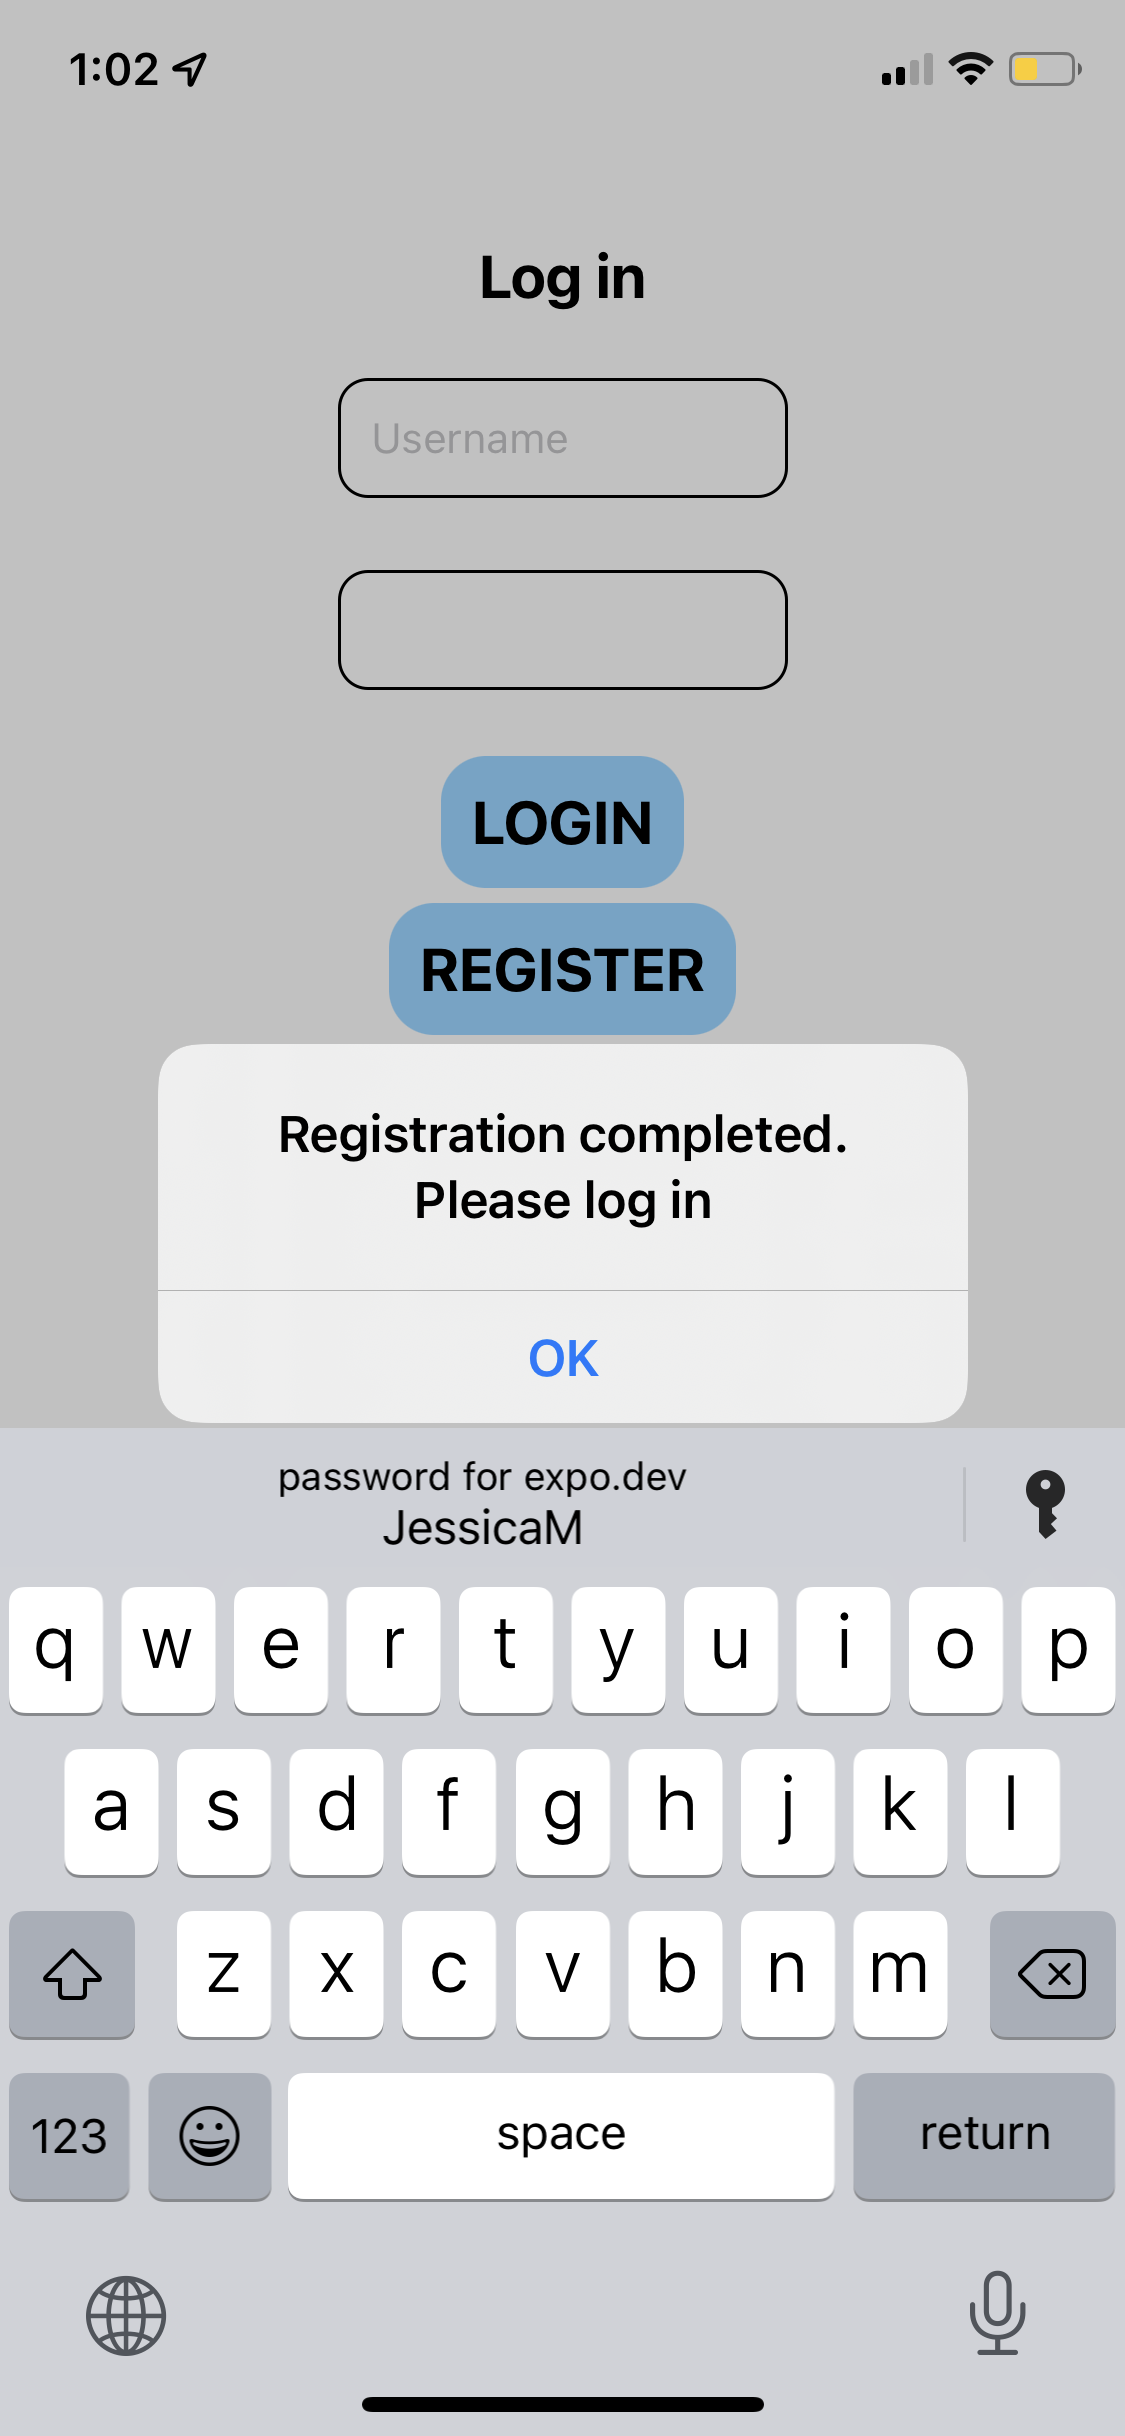 1:02
Log in
Username
LOGIN
REGISTER
Registration completed.
Please log in
OK
password for expo.dev
JessicaM
q w e r t y u i o p
a s d f g h j k l
z x c v b n m
123 space return